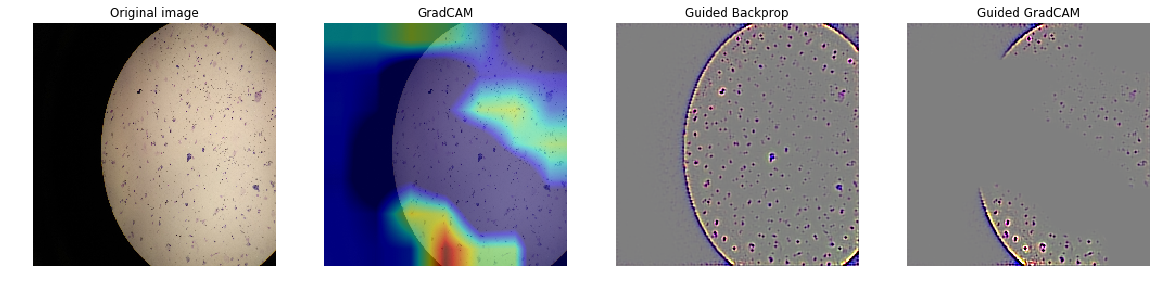 Original image
GradCAM
Guided Backprop
Guided GradCAM